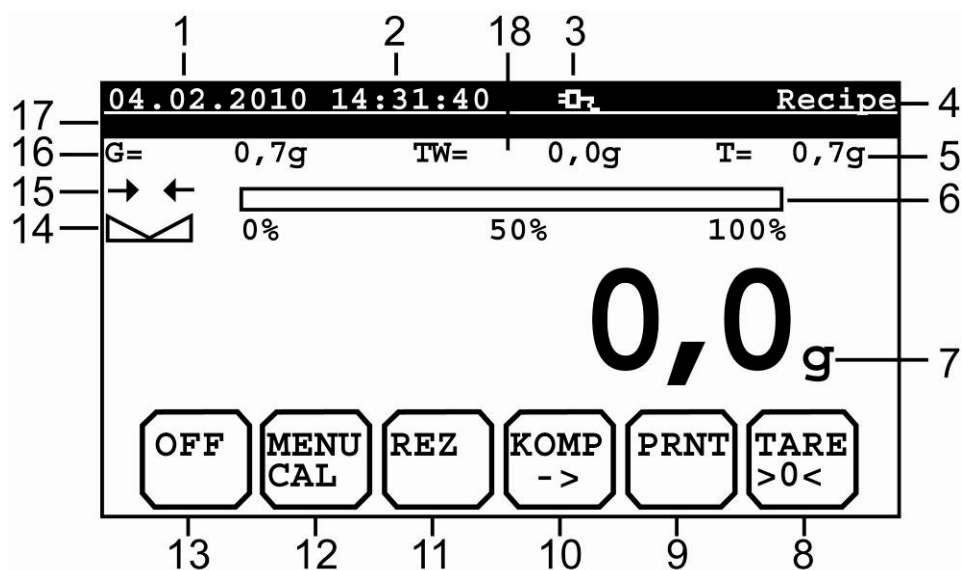 1 2 18 3
04.02.2010 14:31:40 Recipe 4
17
16 G= 0,7g TW= 0,0g T= 0,7g 5
15 6
14 0% 50% 100%
0,0g 7
OFF MENU REZ KOMP PRNT TARE
CAL -> >0<
13 12 11 10 9 8